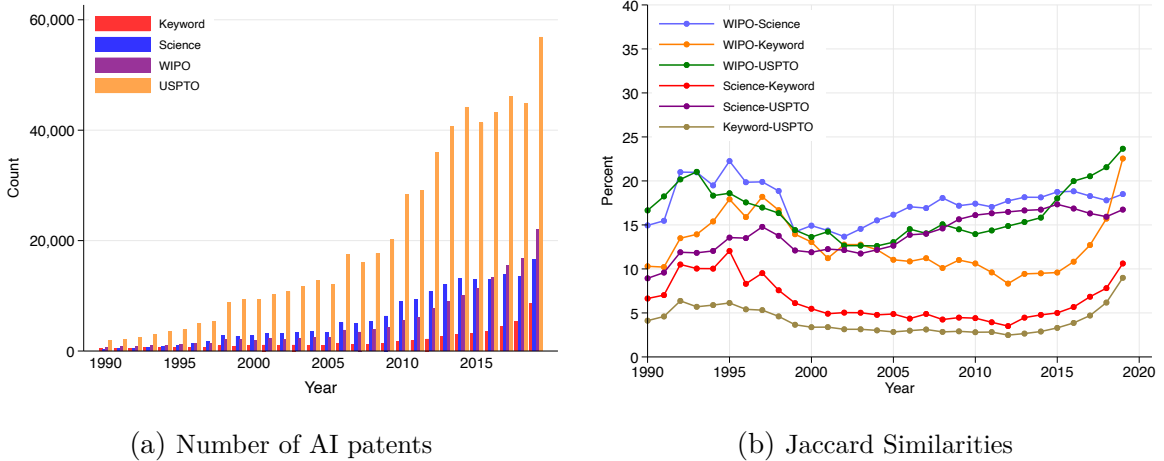 60,000
40,000
20,000
0
Count
Keyword
Science
WIPO
USPTO
1990
1995
2000
2005
2010
2015
Year
(a) Number of AI patents
40
35
30
25
20
15
10
5
0
Percent
WIPO-Science
WIPO-Keyword
WIPO-USPTO
Science-Keyword
Science-USPTO
Keyword-USPTO
1990
1995
2000
2005
2010
2015
2020
Year
(b) Jaccard Similarities